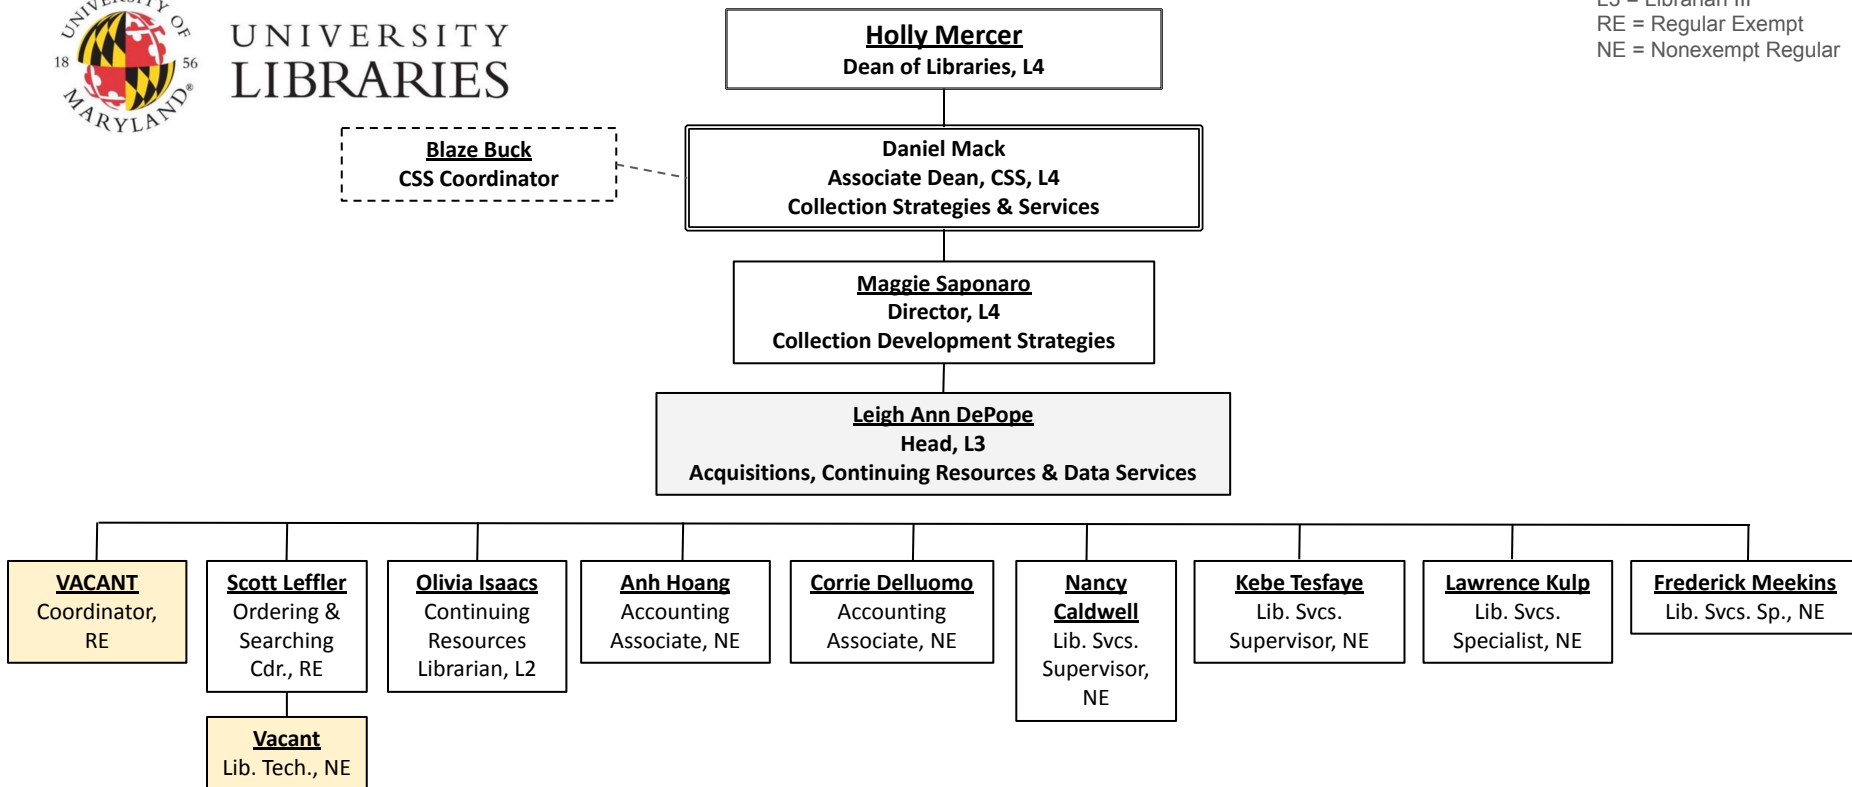 UNIVERSITY OF
18 56
MARYLAND®
UNIVERSITY
LIBRARIES
L3 = Librarian III
RE = Regular Exempt
NE = Nonexempt Regular
Holly Mercer
Dean of Libraries, L4
Blaze Buck
CSS Coordinator
Daniel Mack
Associate Dean, CSS, L4
Collection Strategies & Services
Maggie Saponaro
Director, L4
Collection Development Strategies
Leigh Ann DePope
Head, L3
Acquisitions, Continuing Resources & Data Services
VACANT
Coordinator,
RE
Scott Leffler
Ordering &
Searching
Cdr., RE
Vacant
Lib. Tech., NE
Olivia Isaacs
Continuing
Resources
Librarian, L2
Anh Hoang
Accounting
Associate, NE
Corrie Delluomo
Accounting
Associate, NE
Nancy
Caldwell
Lib. Svcs.
Supervisor,
NE
Kebe Tesfaye
Lib. Svcs.
Supervisor, NE
Lawrence Kulp
Lib. Svcs.
Specialist, NE
Frederick Meekins
Lib. Svcs. Sp., NE